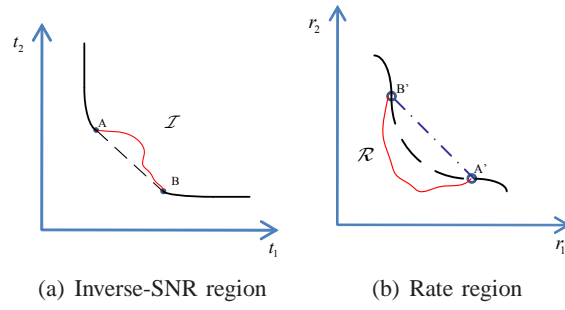 t₂
A
𝓘
B
t₁
(a) Inverse-SNR region
r₂
B'
𝓡
A'
r₁
(b) Rate region